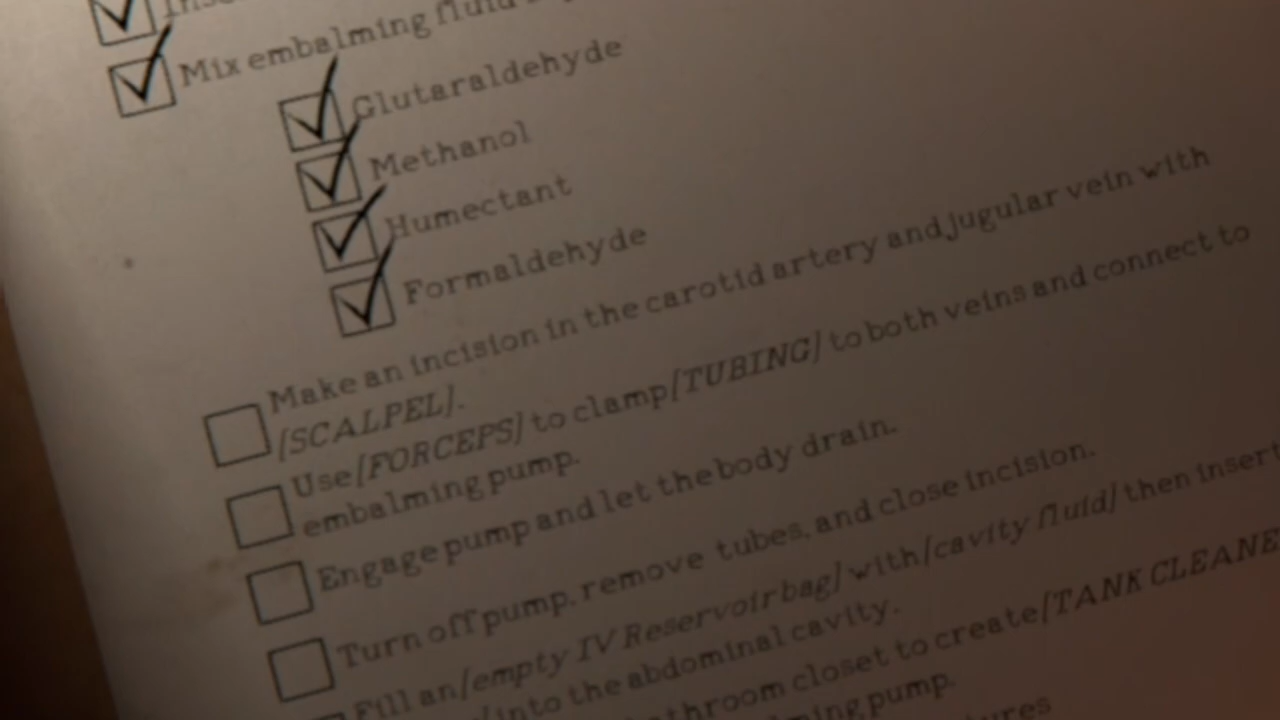 Mix embalming fluid
Glutaraldehyde
Methanol
Humectant
Formaldehyde
Make an incision in the carotid artery and jugular vein with
[SCALPEL].
Use [FORCEPS] to clamp [TUBING] to both veins and connect to
embalming pump.
Engage pump and let the body drain.
Turn off pump, remove tubes, and close incision.
Fill an [empty IV Reservoir bag] with [cavity fluid] then insert
into the abdominal cavity.
closet to create [TANK CLEANE
pump.